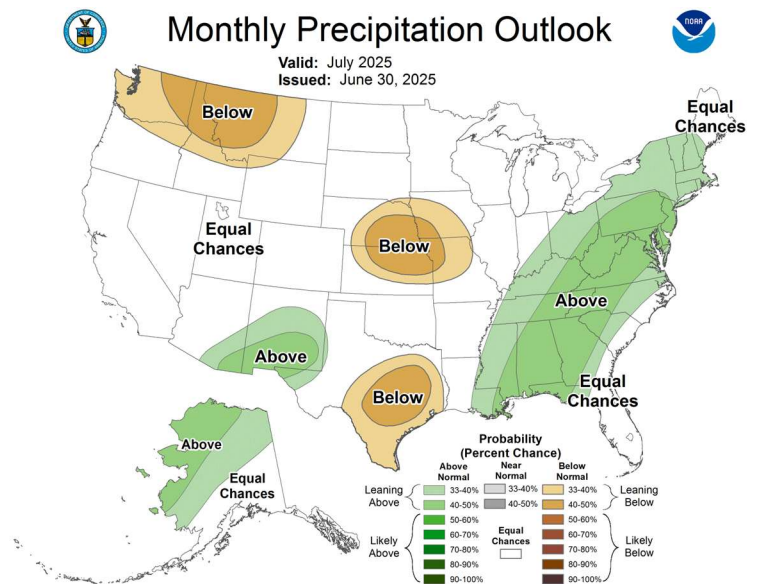 Monthly Precipitation Outlook
NOAA
Valid: July 2025
Issued: June 30, 2025
Below
Equal
Chances
Equal
Chances
Below
Above
Above
Below
Equal
Chances
Above
Equal
Chances
Probability
(Percent Chance)
Above
Normal
Near
Normal
Below
Normal
Leaning
Above
33-40% 33-40% 33-40%
40-50% 40-50% 40-50%
Leaning
Below
50-60% 50-60%
60-70% 60-70%
70-80% 70-80%
80-90% 80-90%
90-100% 90-100%
Equal
Chances
Likely
Above
Likely
Below